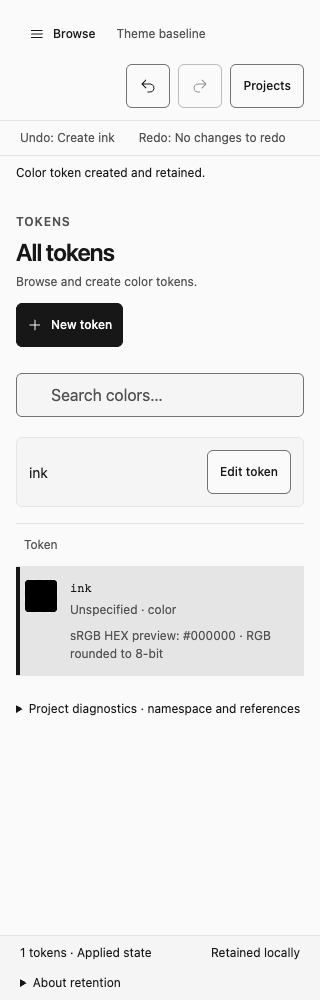 Browse
Theme baseline
Projects
Undo: Create ink
Redo: No changes to redo
Color token created and retained.
TOKENS
All tokens
Browse and create color tokens.
New token
Search colors...
ink
Edit token
Token
ink
Unspecified · color
sRGB HEX preview: #000000 · RGB
rounded to 8-bit
Project diagnostics · namespace and references
1 tokens · Applied state
Retained locally
About retention